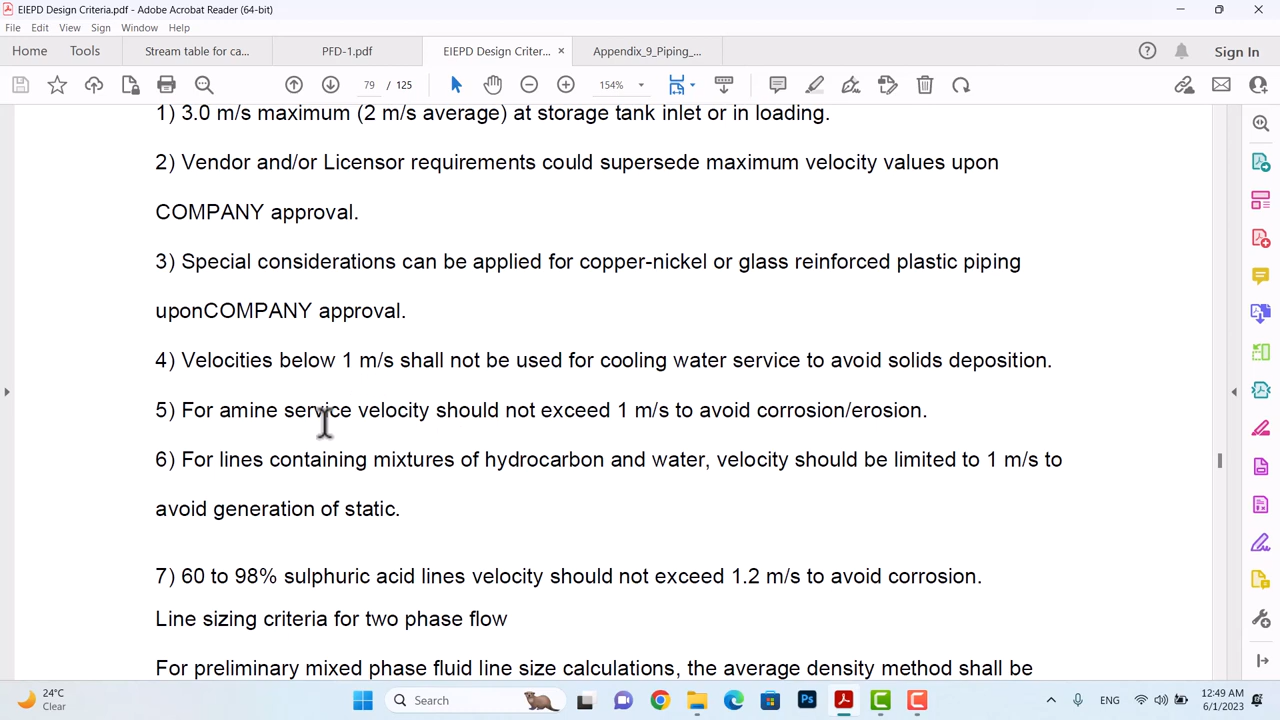 EIEPD Design Criteria.pdf - Adobe Acrobat Reader (64-bit)
File Edit View Sign Window Help
Home Tools Stream table for ca... PFD-1.pdf EIEPD Design Criter... × Appendix_9_Piping_... Sign In
79 / 125 154%
1) 3.0 m/s maximum (2 m/s average) at storage tank inlet or in loading.
2) Vendor and/or Licensor requirements could supersede maximum velocity values upon
COMPANY approval.
3) Special considerations can be applied for copper-nickel or glass reinforced plastic piping
uponCOMPANY approval.
4) Velocities below 1 m/s shall not be used for cooling water service to avoid solids deposition.
5) For amine service velocity should not exceed 1 m/s to avoid corrosion/erosion.
6) For lines containing mixtures of hydrocarbon and water, velocity should be limited to 1 m/s to
avoid generation of static.
7) 60 to 98% sulphuric acid lines velocity should not exceed 1.2 m/s to avoid corrosion.
Line sizing criteria for two phase flow
For preliminary mixed phase fluid line size calculations, the average density method shall be
24°C
Clear
Search
Ps
ENG
12:49 AM
6/1/2023